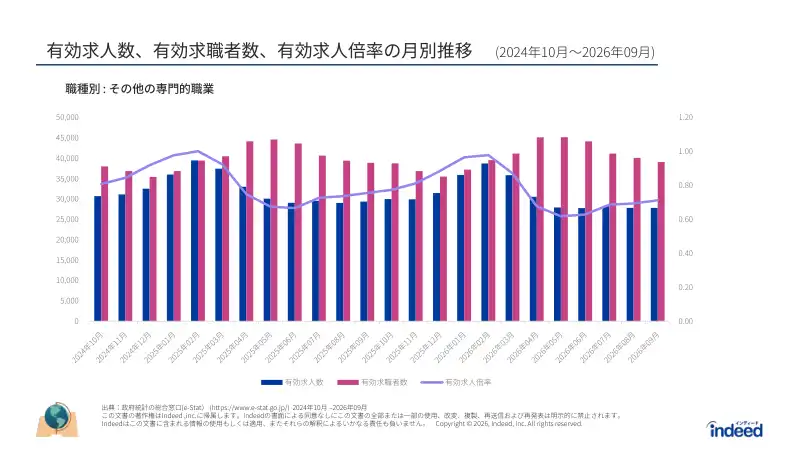 有効求人数、有効求職者数、有効求人倍率の月別推移 (2024年10月～2026年09月)
職種別 : その他の専門的職業
50,000
45,000
40,000
35,000
30,000
25,000
20,000
15,000
10,000
5,000
0
1.20
1.00
0.80
0.60
0.40
0.20
0.00
2024年10月
2024年11月
2024年12月
2025年01月
2025年02月
2025年03月
2025年04月
2025年05月
2025年06月
2025年07月
2025年08月
2025年09月
2025年10月
2025年11月
2025年12月
2026年01月
2026年02月
2026年03月
2026年04月
2026年05月
2026年06月
2026年07月
2026年08月
2026年09月
有効求人数 有効求職者数 有効求人倍率
出典：政府統計の総合窓口(e-Stat) (https://www.e-stat.go.jp/) 2024年10月 –2026年09月
この文書の著作権はIndeed ,inc.に帰属します。Indeedの書面による同意なしにこの文書の全部または一部の使用、改変、複製、再送信および再発表は明示的に禁止されます。
Indeedはこの文書に含まれる情報の使用もしくは適用、またそれらの解釈によるいかなる責任も負いません。 Copyright © 2026, Indeed, Inc. All rights reserved.
インディード
indeed